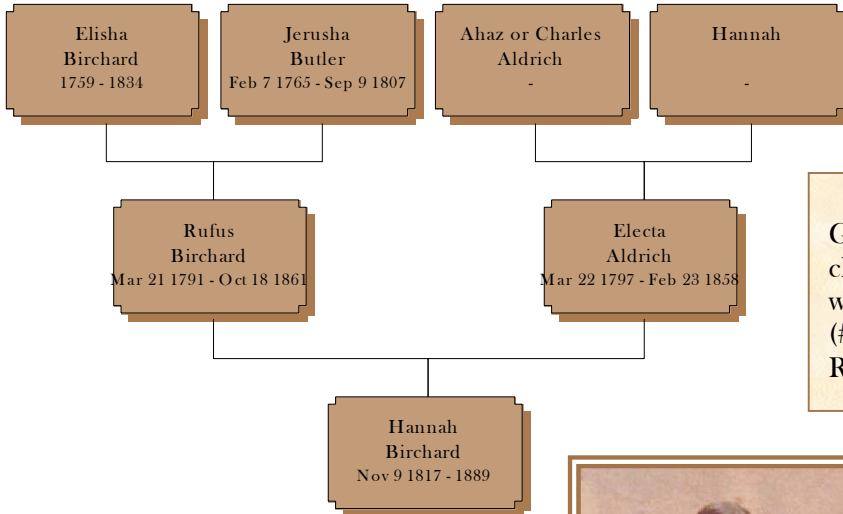 Elisha
Birchard
1759 - 1834
Jerusha
Butler
Feb 7 1765 - Sep 9 1807
Ahaz or Charles
Aldrich
-
Hannah
-
Rufus
Birchard
Mar 21 1791 - Oct 18 1861
Electa
Aldrich
Mar 22 1797 - Feb 23 1858
Hannah
Birchard
Nov 9 1817 - 1889